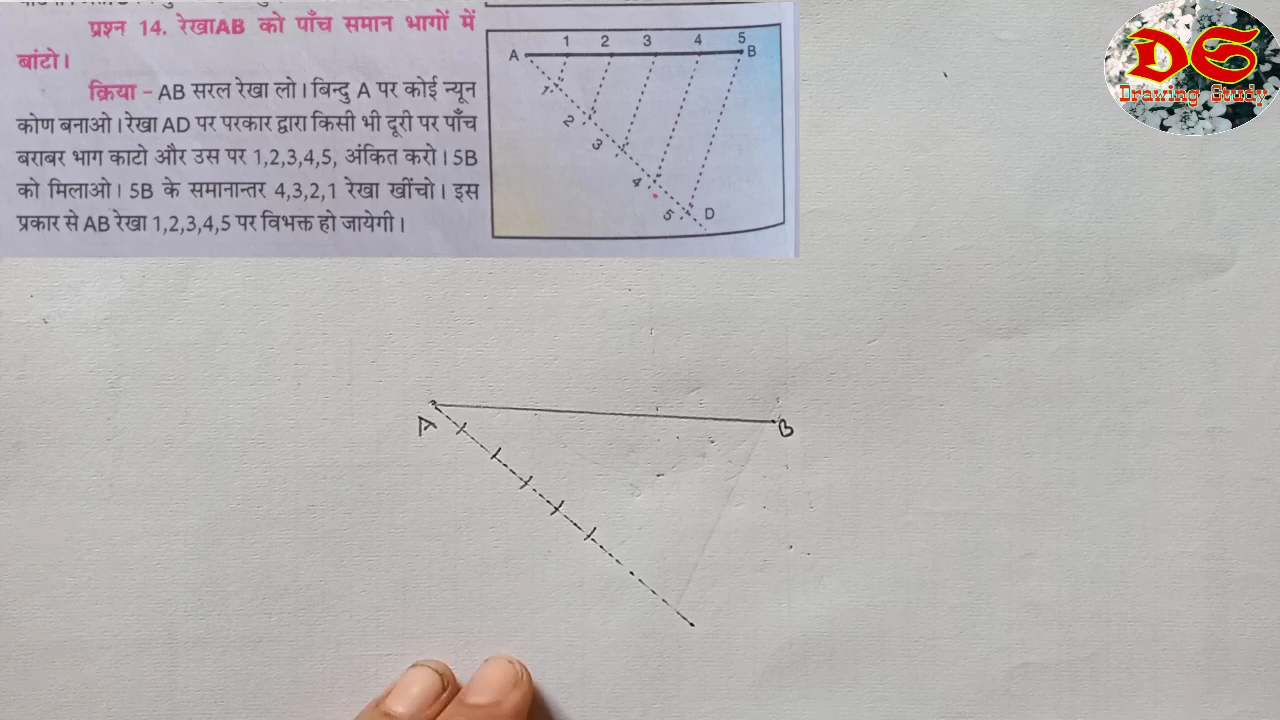 प्रश्न 14. रेखाAB को पाँच समान भागों में
बांटो।
क्रिया - AB सरल रेखा लो। बिन्दु A पर कोई न्यून
कोण बनाओ। रेखा AD पर परकार द्वारा किसी भी दूरी पर पाँच
बराबर भाग काटो और उस पर 1,2,3,4,5, अंकित करो। 5B
को मिलाओ। 5B के समानान्तर 4,3,2,1 रेखा खींचो। इस
प्रकार से AB रेखा 1,2,3,4,5 पर विभक्त हो जायेगी।
1 2 3 4 5
A B
1
2
3
4
5 D
DS
Drawing Study
A B